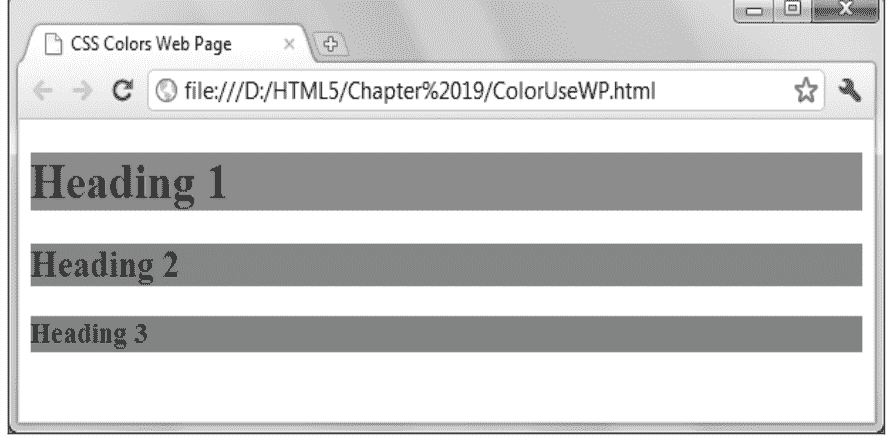 CSS Colors Web Page
file:///D:/HTML5/Chapter%2019/ColorUseWP.html
Heading 1
Heading 2
Heading 3